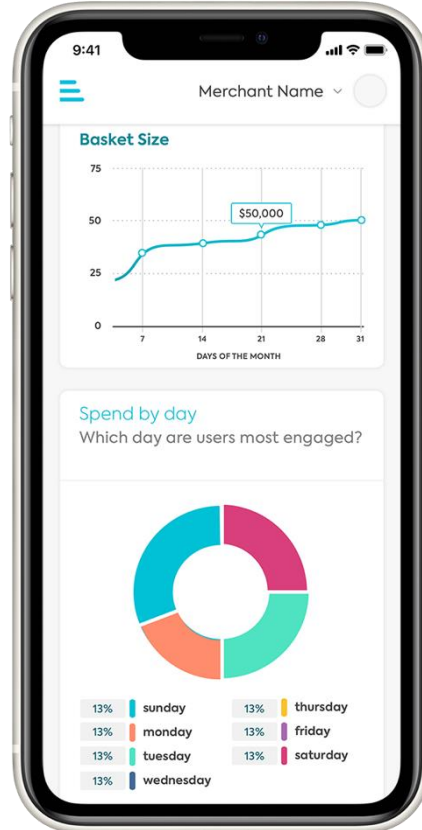 9:41
Merchant Name
Basket Size
75
50
$50,000
25
0
7 14 21 28 31
DAYS OF THE MONTH
Spend by day
Which day are users most engaged?
13% sunday 13% thursday
13% monday 13% friday
13% tuesday 13% saturday
13% wednesday